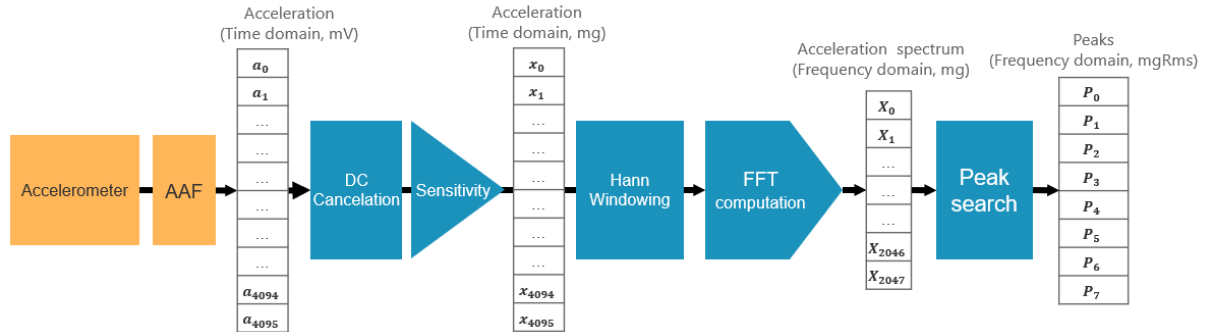 Acceleration
(Time domain, mV)
Acceleration
(Time domain, mg)
Acceleration spectrum
(Frequency domain, mg)
Peaks
(Frequency domain, mgRms)
Accelerometer
AAF
a₀
a₁
...
...
...
...
...
...
a₄₀₉₄
a₄₀₉₅
DC
Cancelation
Sensitivity
x₀
x₁
...
...
...
...
...
...
x₄₀₉₄
x₄₀₉₅
Hann
Windowing
FFT
computation
X₀
X₁
...
...
...
X₂₀₄₆
X₂₀₄₇
Peak
search
P₀
P₁
P₂
P₃
P₄
P₅
P₆
P₇